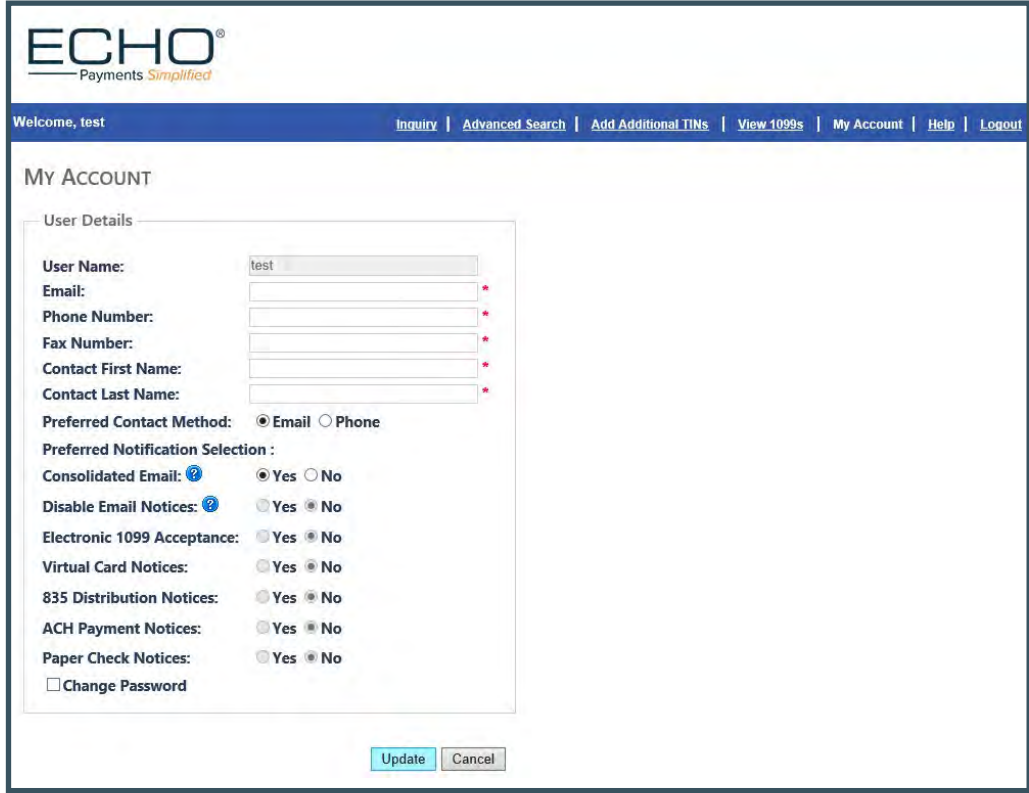 ECHO®
Payments Simplified
Welcome, test
Inquiry | Advanced Search | Add Additional TINs | View 1099s | My Account | Help | Logout
MY ACCOUNT
User Details
User Name: test
Email: *
Phone Number: *
Fax Number: *
Contact First Name: *
Contact Last Name: *
Preferred Contact Method: Email Phone
Preferred Notification Selection :
Consolidated Email: ? Yes No
Disable Email Notices: ? Yes No
Electronic 1099 Acceptance: Yes No
Virtual Card Notices: Yes No
835 Distribution Notices: Yes No
ACH Payment Notices: Yes No
Paper Check Notices: Yes No
Change Password
Update Cancel